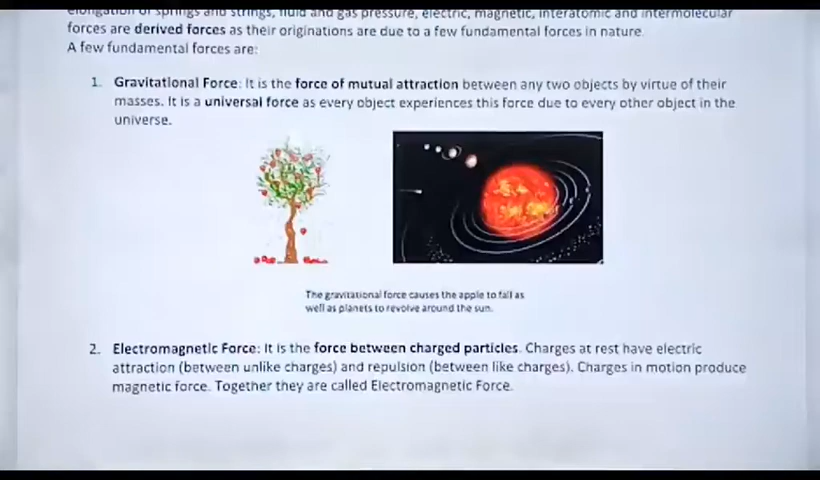 elongation of springs and strings, fluid and gas pressure, electric, magnetic, interatomic and intermolecular
forces are derived forces as their originations are due to a few fundamental forces in nature.
A few fundamental forces are:
1. Gravitational Force: It is the force of mutual attraction between any two objects by virtue of their
masses. It is a universal force as every object experiences this force due to every other object in the
universe.
The gravitational force causes the apple to fall as
well as planets to revolve around the sun.
2. Electromagnetic Force: It is the force between charged particles. Charges at rest have electric
attraction (between unlike charges) and repulsion (between like charges). Charges in motion produce
magnetic force. Together they are called Electromagnetic Force.